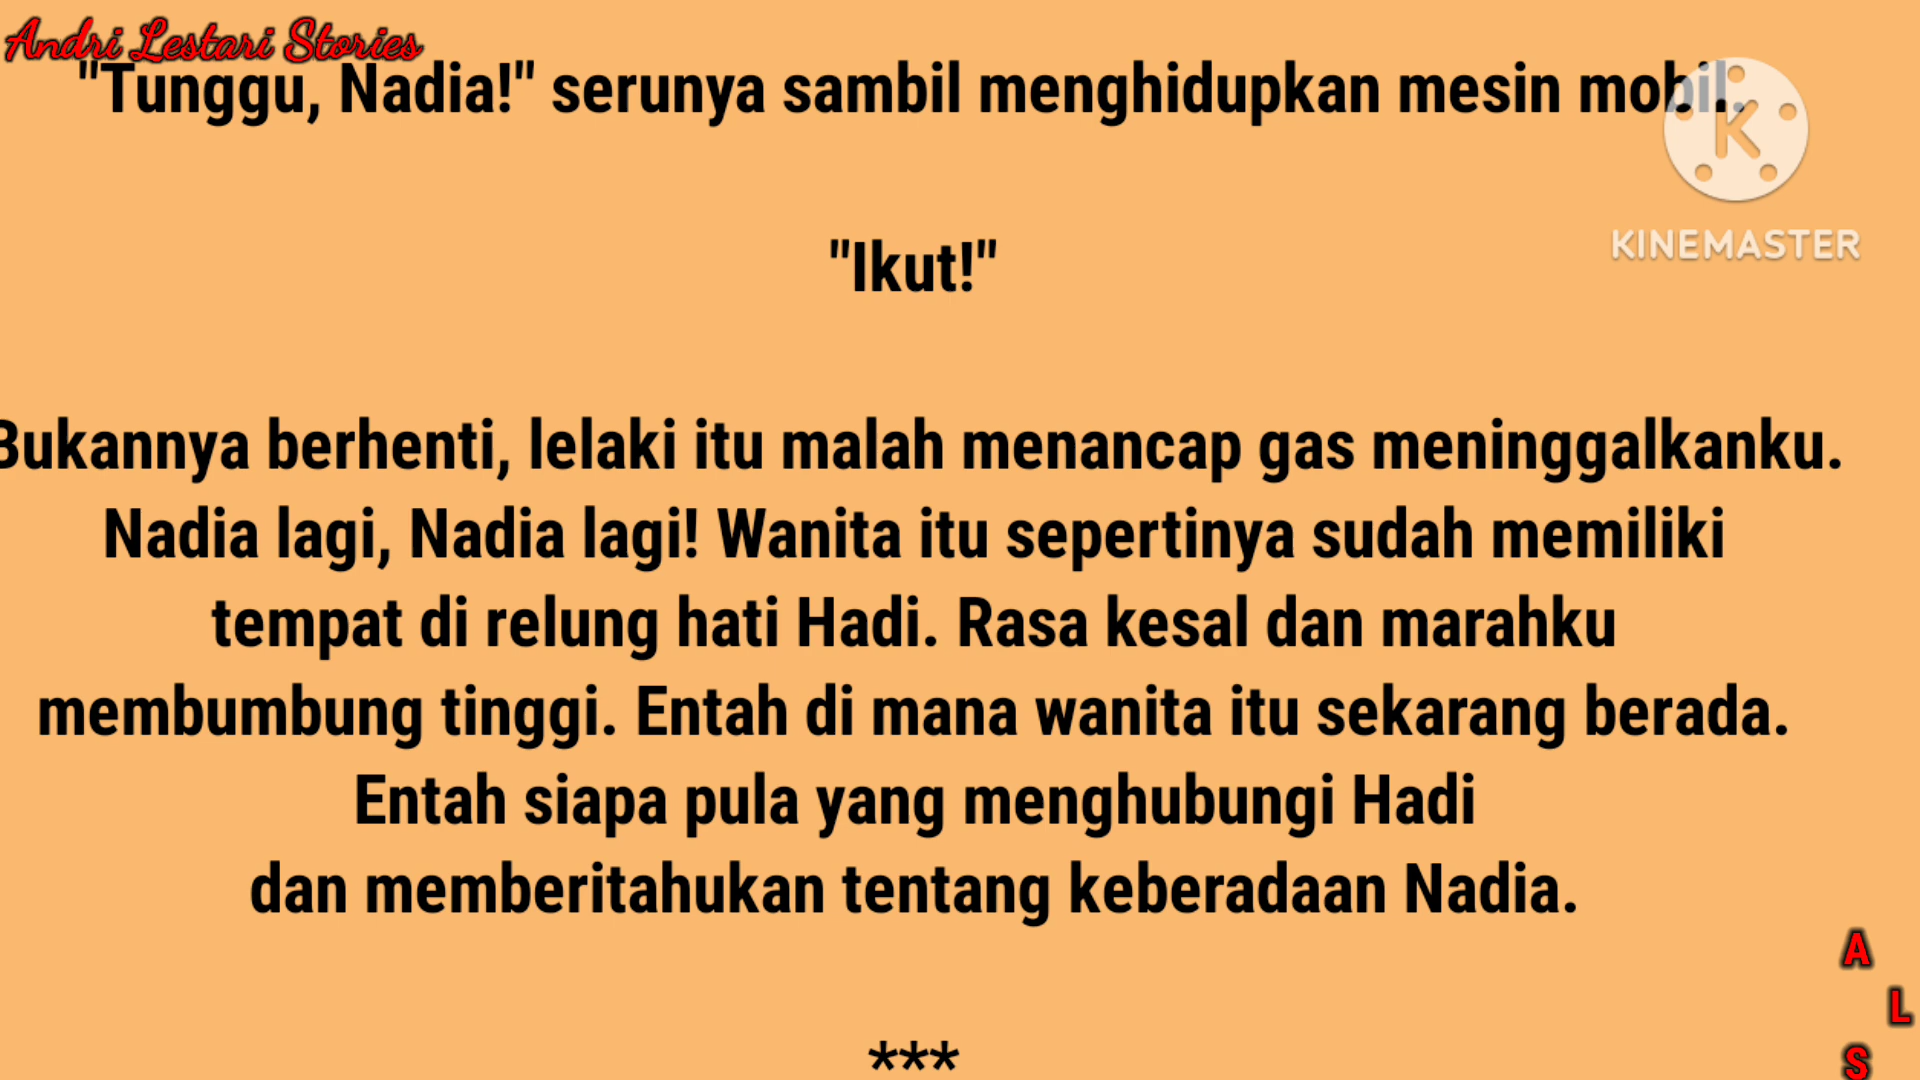 Andri Lestari Stories
"Tunggu, Nadia!" serunya sambil menghidupkan mesin mobil.
K
KINEMASTER
"Ikut!"
Bukannya berhenti, lelaki itu malah menancap gas meninggalkanku.
Nadia lagi, Nadia lagi! Wanita itu sepertinya sudah memiliki
tempat di relung hati Hadi. Rasa kesal dan marahku
membumbung tinggi. Entah di mana wanita itu sekarang berada.
Entah siapa pula yang menghubungi Hadi
dan memberitahukan tentang keberadaan Nadia.
A
L
S
***